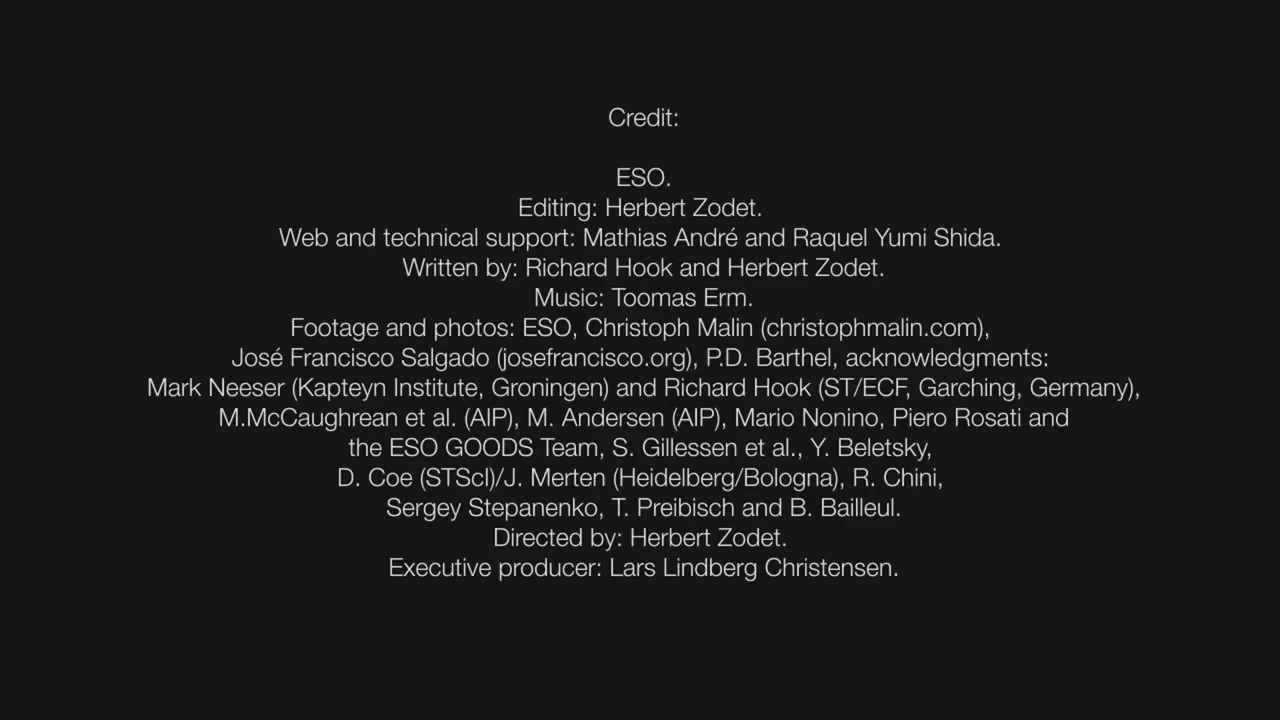 Credit:
ESO.
Editing: Herbert Zodet.
Web and technical support: Mathias André and Raquel Yumi Shida.
Written by: Richard Hook and Herbert Zodet.
Music: Toomas Erm.
Footage and photos: ESO, Christoph Malin (christophmalin.com),
José Francisco Salgado (josefrancisco.org), P.D. Barthel, acknowledgments:
Mark Neeser (Kapteyn Institute, Groningen) and Richard Hook (ST/ECF, Garching, Germany),
M.McCaughrean et al. (AIP), M. Andersen (AIP), Mario Nonino, Piero Rosati and
the ESO GOODS Team, S. Gillessen et al., Y. Beletsky,
D. Coe (STScI)/J. Merten (Heidelberg/Bologna), R. Chini,
Sergey Stepanenko, T. Preibisch and B. Bailleul.
Directed by: Herbert Zodet.
Executive producer: Lars Lindberg Christensen.